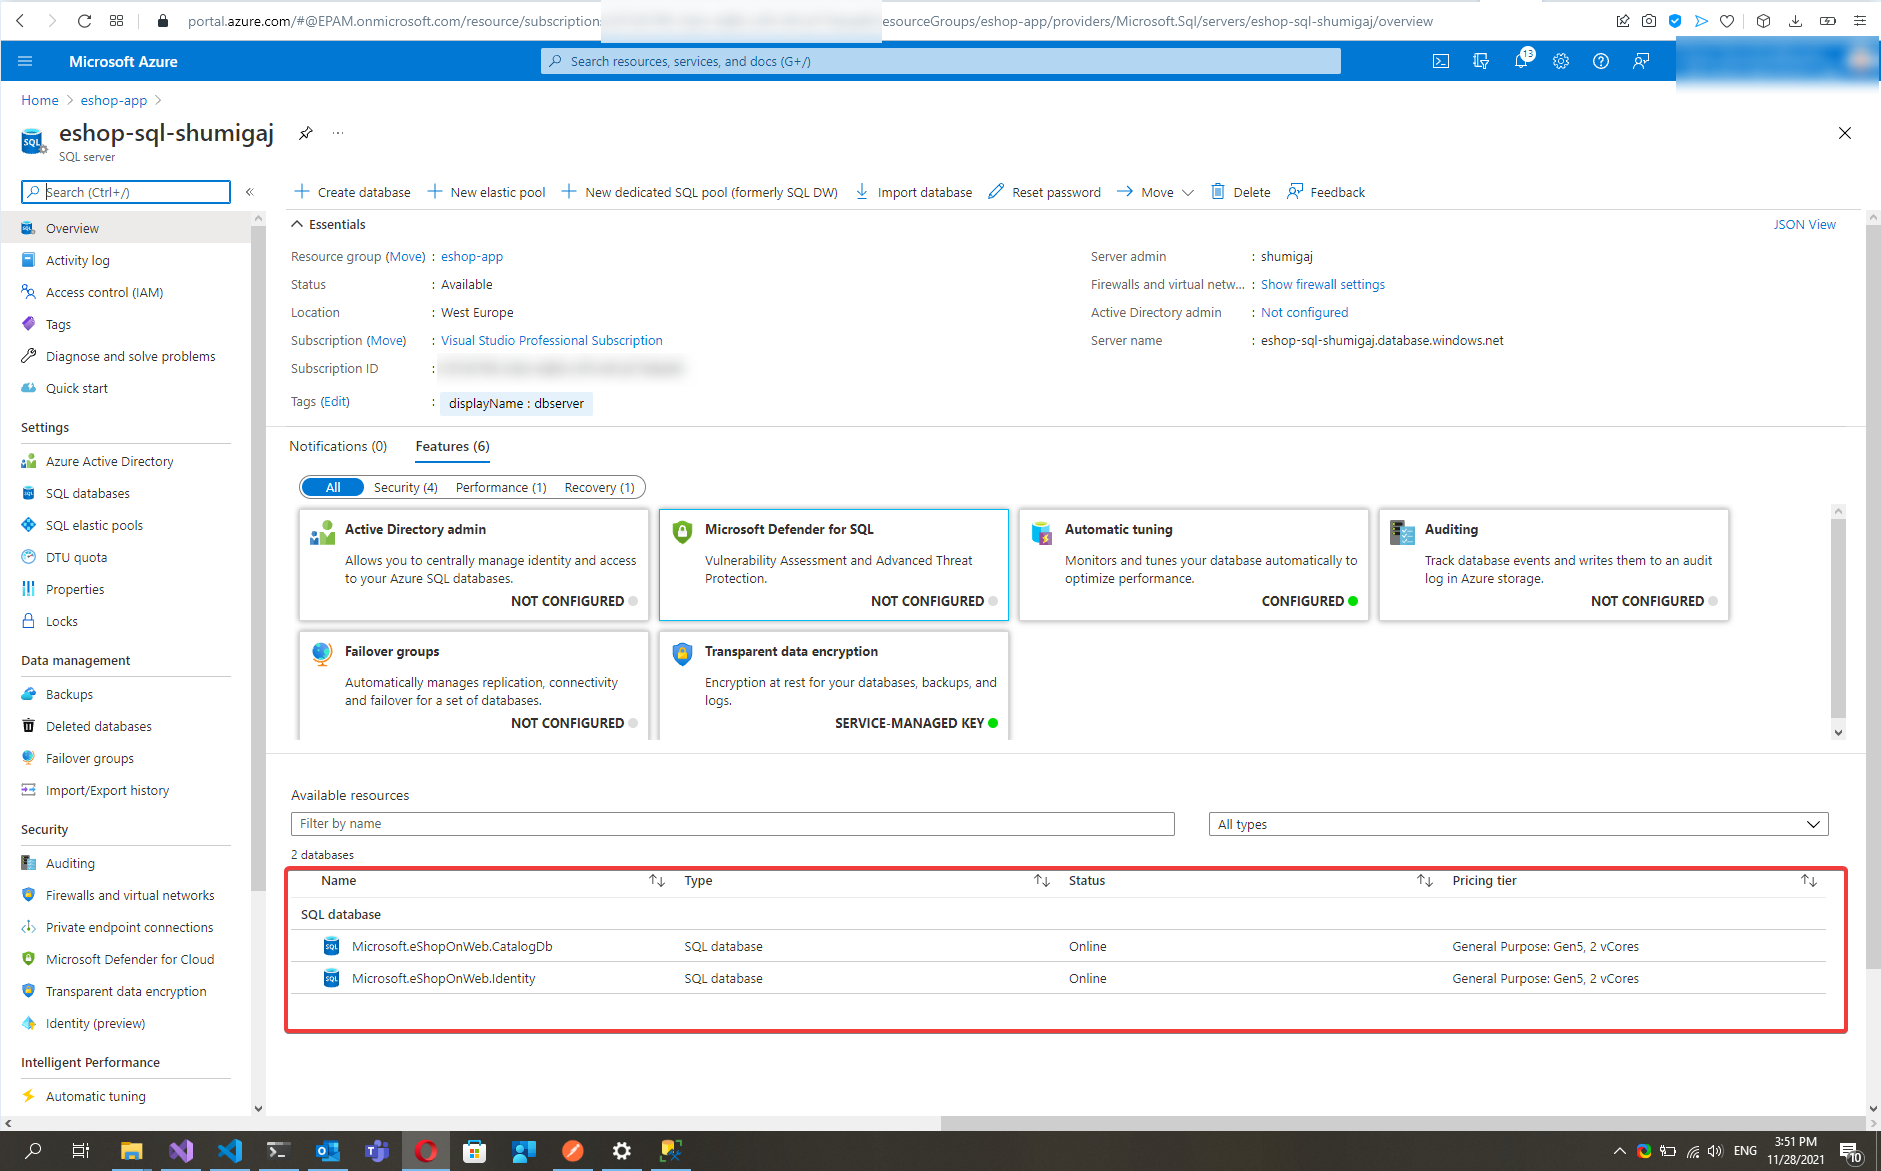 portal.azure.com/#@EPAM.onmicrosoft.com/resource/subscription
esourceGroups/eshop-app/providers/Microsoft.Sql/servers/eshop-sql-shumigaj/overview
Microsoft Azure
Search resources, services, and docs (G+/)
13
Home > eshop-app >
eshop-sql-shumigaj ...
SQL server
Search (Ctrl+/)
«
Overview
Activity log
Access control (IAM)
Tags
Diagnose and solve problems
Quick start
Settings
Azure Active Directory
SQL databases
SQL elastic pools
DTU quota
Properties
Locks
Data management
Backups
Deleted databases
Failover groups
Import/Export history
Security
Auditing
Firewalls and virtual networks
Private endpoint connections
Microsoft Defender for Cloud
Transparent data encryption
Identity (preview)
Intelligent Performance
Automatic tuning
Create database New elastic pool New dedicated SQL pool (formerly SQL DW) Import database Reset password Move Delete Feedback
Essentials
JSON View
Resource group (Move) : eshop-app
Status : Available
Location : West Europe
Subscription (Move) : Visual Studio Professional Subscription
Subscription ID :
Tags (Edit) : displayName : dbserver
Server admin : shumigaj
Firewalls and virtual netw... : Show firewall settings
Active Directory admin : Not configured
Server name : eshop-sql-shumigaj.database.windows.net
Notifications (0) Features (6)
All Security (4) Performance (1) Recovery (1)
Active Directory admin
Allows you to centrally manage identity and access
to your Azure SQL databases.
NOT CONFIGURED
Microsoft Defender for SQL
Vulnerability Assessment and Advanced Threat
Protection.
NOT CONFIGURED
Automatic tuning
Monitors and tunes your database automatically to
optimize performance.
CONFIGURED
Auditing
Track database events and writes them to an audit
log in Azure storage.
NOT CONFIGURED
Failover groups
Automatically manages replication, connectivity
and failover for a set of databases.
NOT CONFIGURED
Transparent data encryption
Encryption at rest for your databases, backups, and
logs.
SERVICE-MANAGED KEY
Available resources
Filter by name
All types
2 databases
Name Type Status Pricing tier
SQL database
Microsoft.eShopOnWeb.CatalogDb SQL database Online General Purpose: Gen5, 2 vCores
Microsoft.eShopOnWeb.Identity SQL database Online General Purpose: Gen5, 2 vCores
ENG
3:51 PM
11/28/2021
10